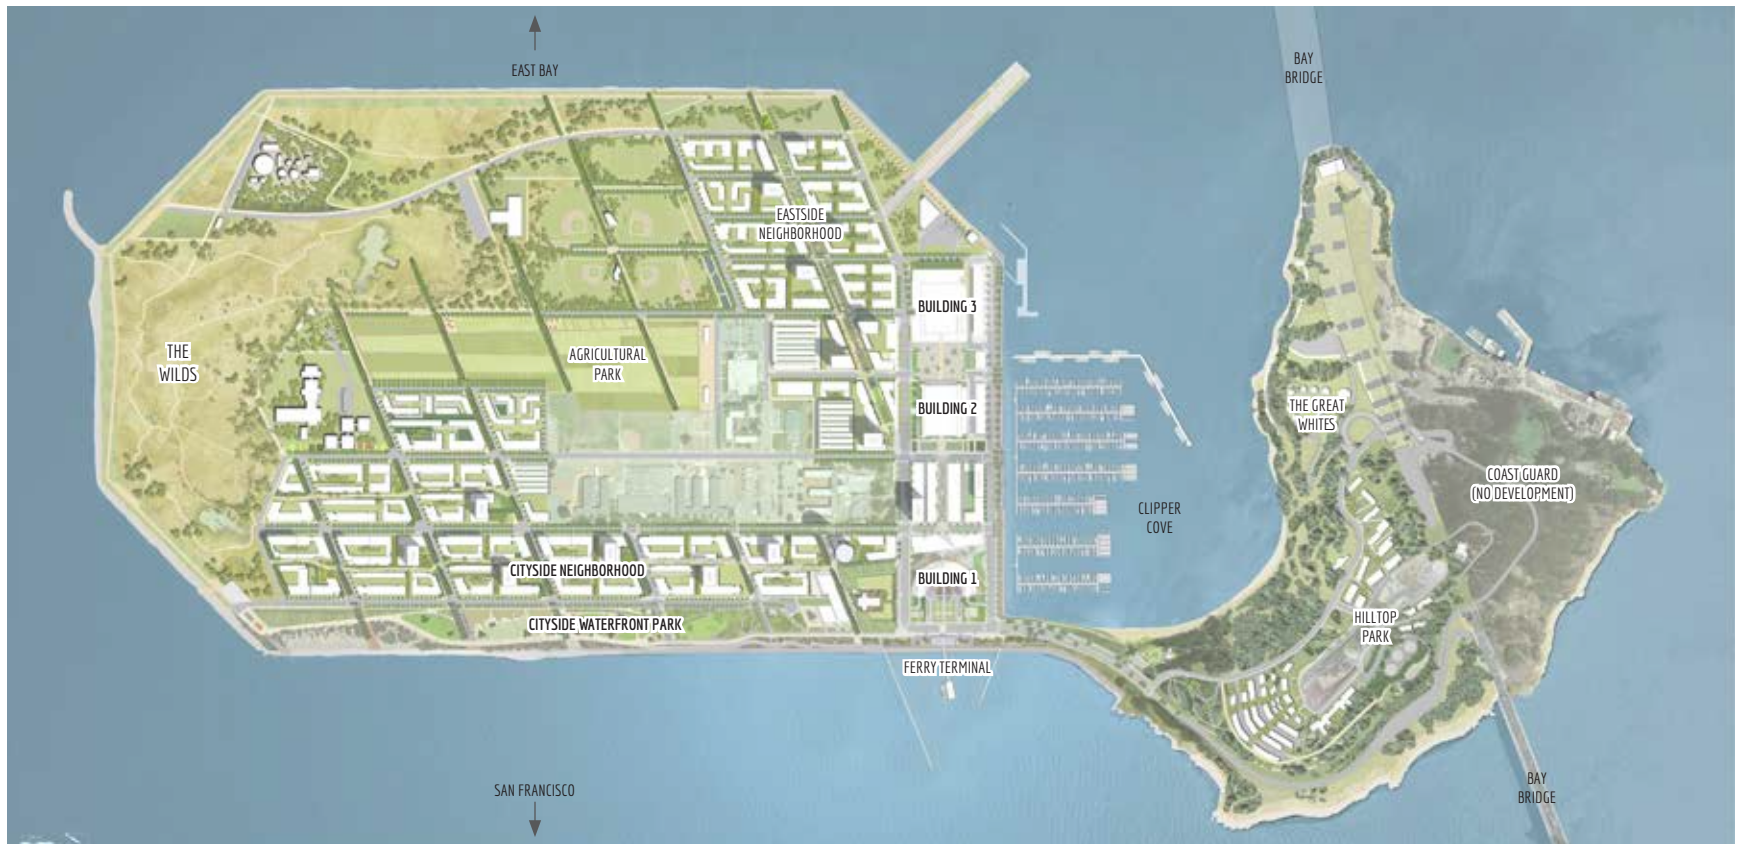 EAST BAY
BAY
BRIDGE
EASTSIDE
NEIGHBORHOOD
BUILDING 3
THE
WILDS
AGRICULTURAL
PARK
BUILDING 2
THE GREAT
WHITES
COAST GUARD
(NO DEVELOPMENT)
CLIPPER
COVE
CITYSIDE NEIGHBORHOOD
BUILDING 1
CITYSIDE WATERFRONT PARK
HILLTOP
PARK
FERRY TERMINAL
SAN FRANCISCO
BAY
BRIDGE